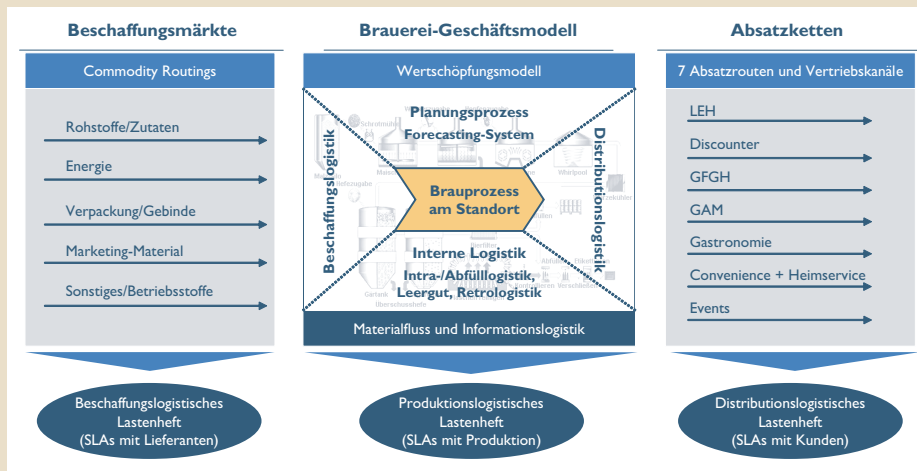 Beschaffungsmärkte
Commodity Routings
Rohstoffe/Zutaten
Energie
Verpackung/Gebinde
Marketing-Material
Sonstiges/Betriebsstoffe
Beschaffungslogistisches
Lastenheft
(SLAs mit Lieferanten)
Brauerei-Geschäftsmodell
Wertschöpfungsmodell
Planungsprozess
Forecasting-System
Beschaffungslogistik
Distributionslogistik
Brauprozess
am Standort
Interne Logistik
Intra-/Abfülllogistik,
Leergut, Retrologistik
Whirlpool
Gärtank
Überschusshefe
Materialfluss und Informationslogistik
Produktionslogistisches
Lastenheft
(SLAs mit Produktion)
Absatzketten
7 Absatzrouten und Vertriebskanäle
LEH
Discounter
GFGH
GAM
Gastronomie
Convenience + Heimservice
Events
Distributionslogistisches
Lastenheft
(SLAs mit Kunden)